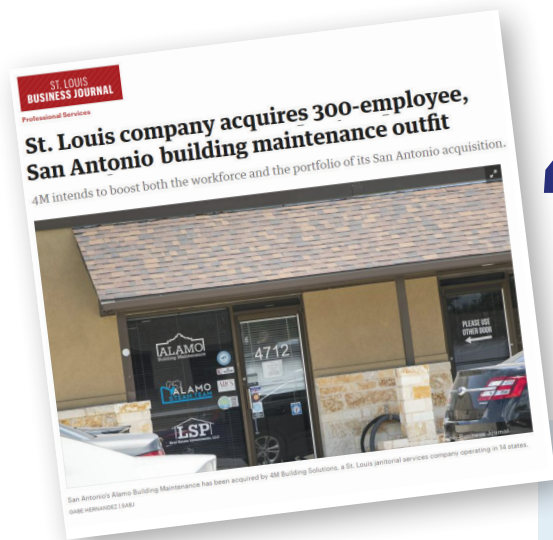 ST. LOUIS
BUSINESS JOURNAL
Professional Services
St. Louis company acquires 300-employee,
San Antonio building maintenance outfit
4M intends to boost both the workforce and the portfolio of its San Antonio acquisition.
ALAMO
Building Maintenance
4712
PLEASE USE
OTHER DOOR
ALAMO
STEAM TEAM
LSP
San Antonio's Alamo Building Maintenance has been acquired by 4M Building Solutions, a St. Louis janitorial services company operating in 14 states.
GABE HERNANDEZ | SABJ